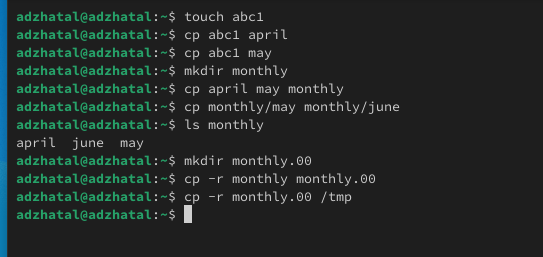 adzhatal@adzhatal:~$ touch abc1
adzhatal@adzhatal:~$ cp abc1 april
adzhatal@adzhatal:~$ cp abc1 may
adzhatal@adzhatal:~$ mkdir monthly
adzhatal@adzhatal:~$ cp april may monthly
adzhatal@adzhatal:~$ cp monthly/may monthly/june
adzhatal@adzhatal:~$ ls monthly
april  june  may
adzhatal@adzhatal:~$ mkdir monthly.00
adzhatal@adzhatal:~$ cp -r monthly monthly.00
adzhatal@adzhatal:~$ cp -r monthly.00 /tmp
adzhatal@adzhatal:~$